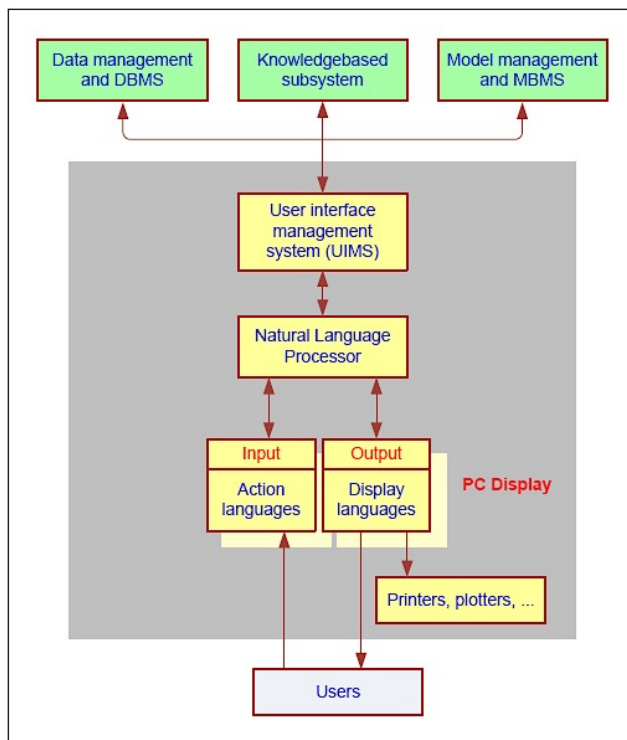 Data management
and DBMS
Knowledgebased
subsystem
Model management
and MBMS
User interface
management
system (UIMS)
Natural Language
Processor
Input
Action
languages
Output
Display
languages
PC Display
Printers, plotters, ...
Users